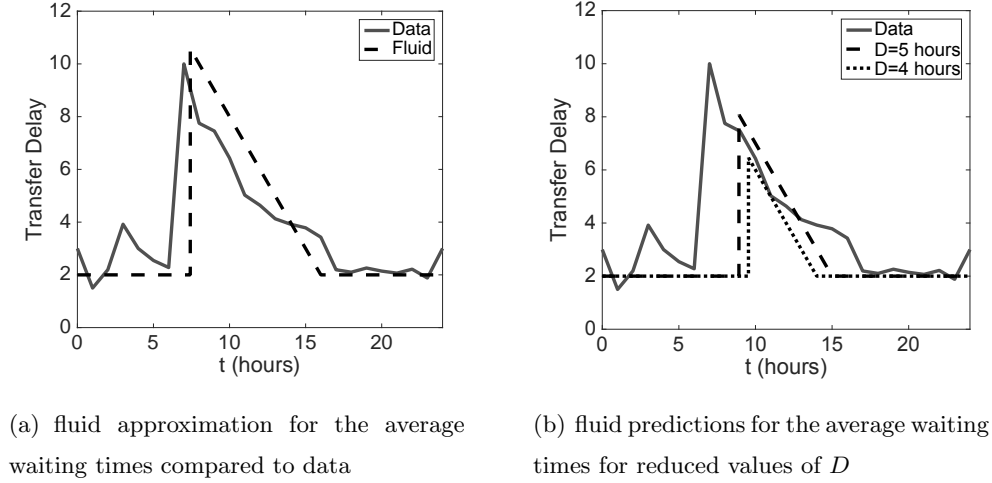 12
10
8
6
4
2
0
0 5 10 15 20
Transfer Delay
t (hours)
Data
Fluid
12
10
8
6
4
2
0
0 5 10 15 20
Transfer Delay
t (hours)
Data
D=5 hours
D=4 hours
(a) fluid approximation for the average
waiting times compared to data
(b) fluid predictions for the average waiting
times for reduced values of D